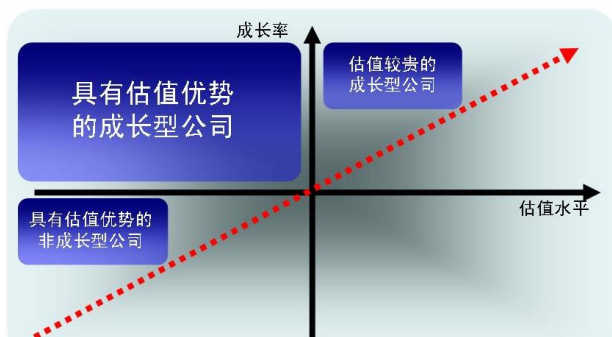 成长率
具有估值优势
的成长型公司
估值较贵的
成长型公司
估值水平
具有估值优势的
非成长型公司